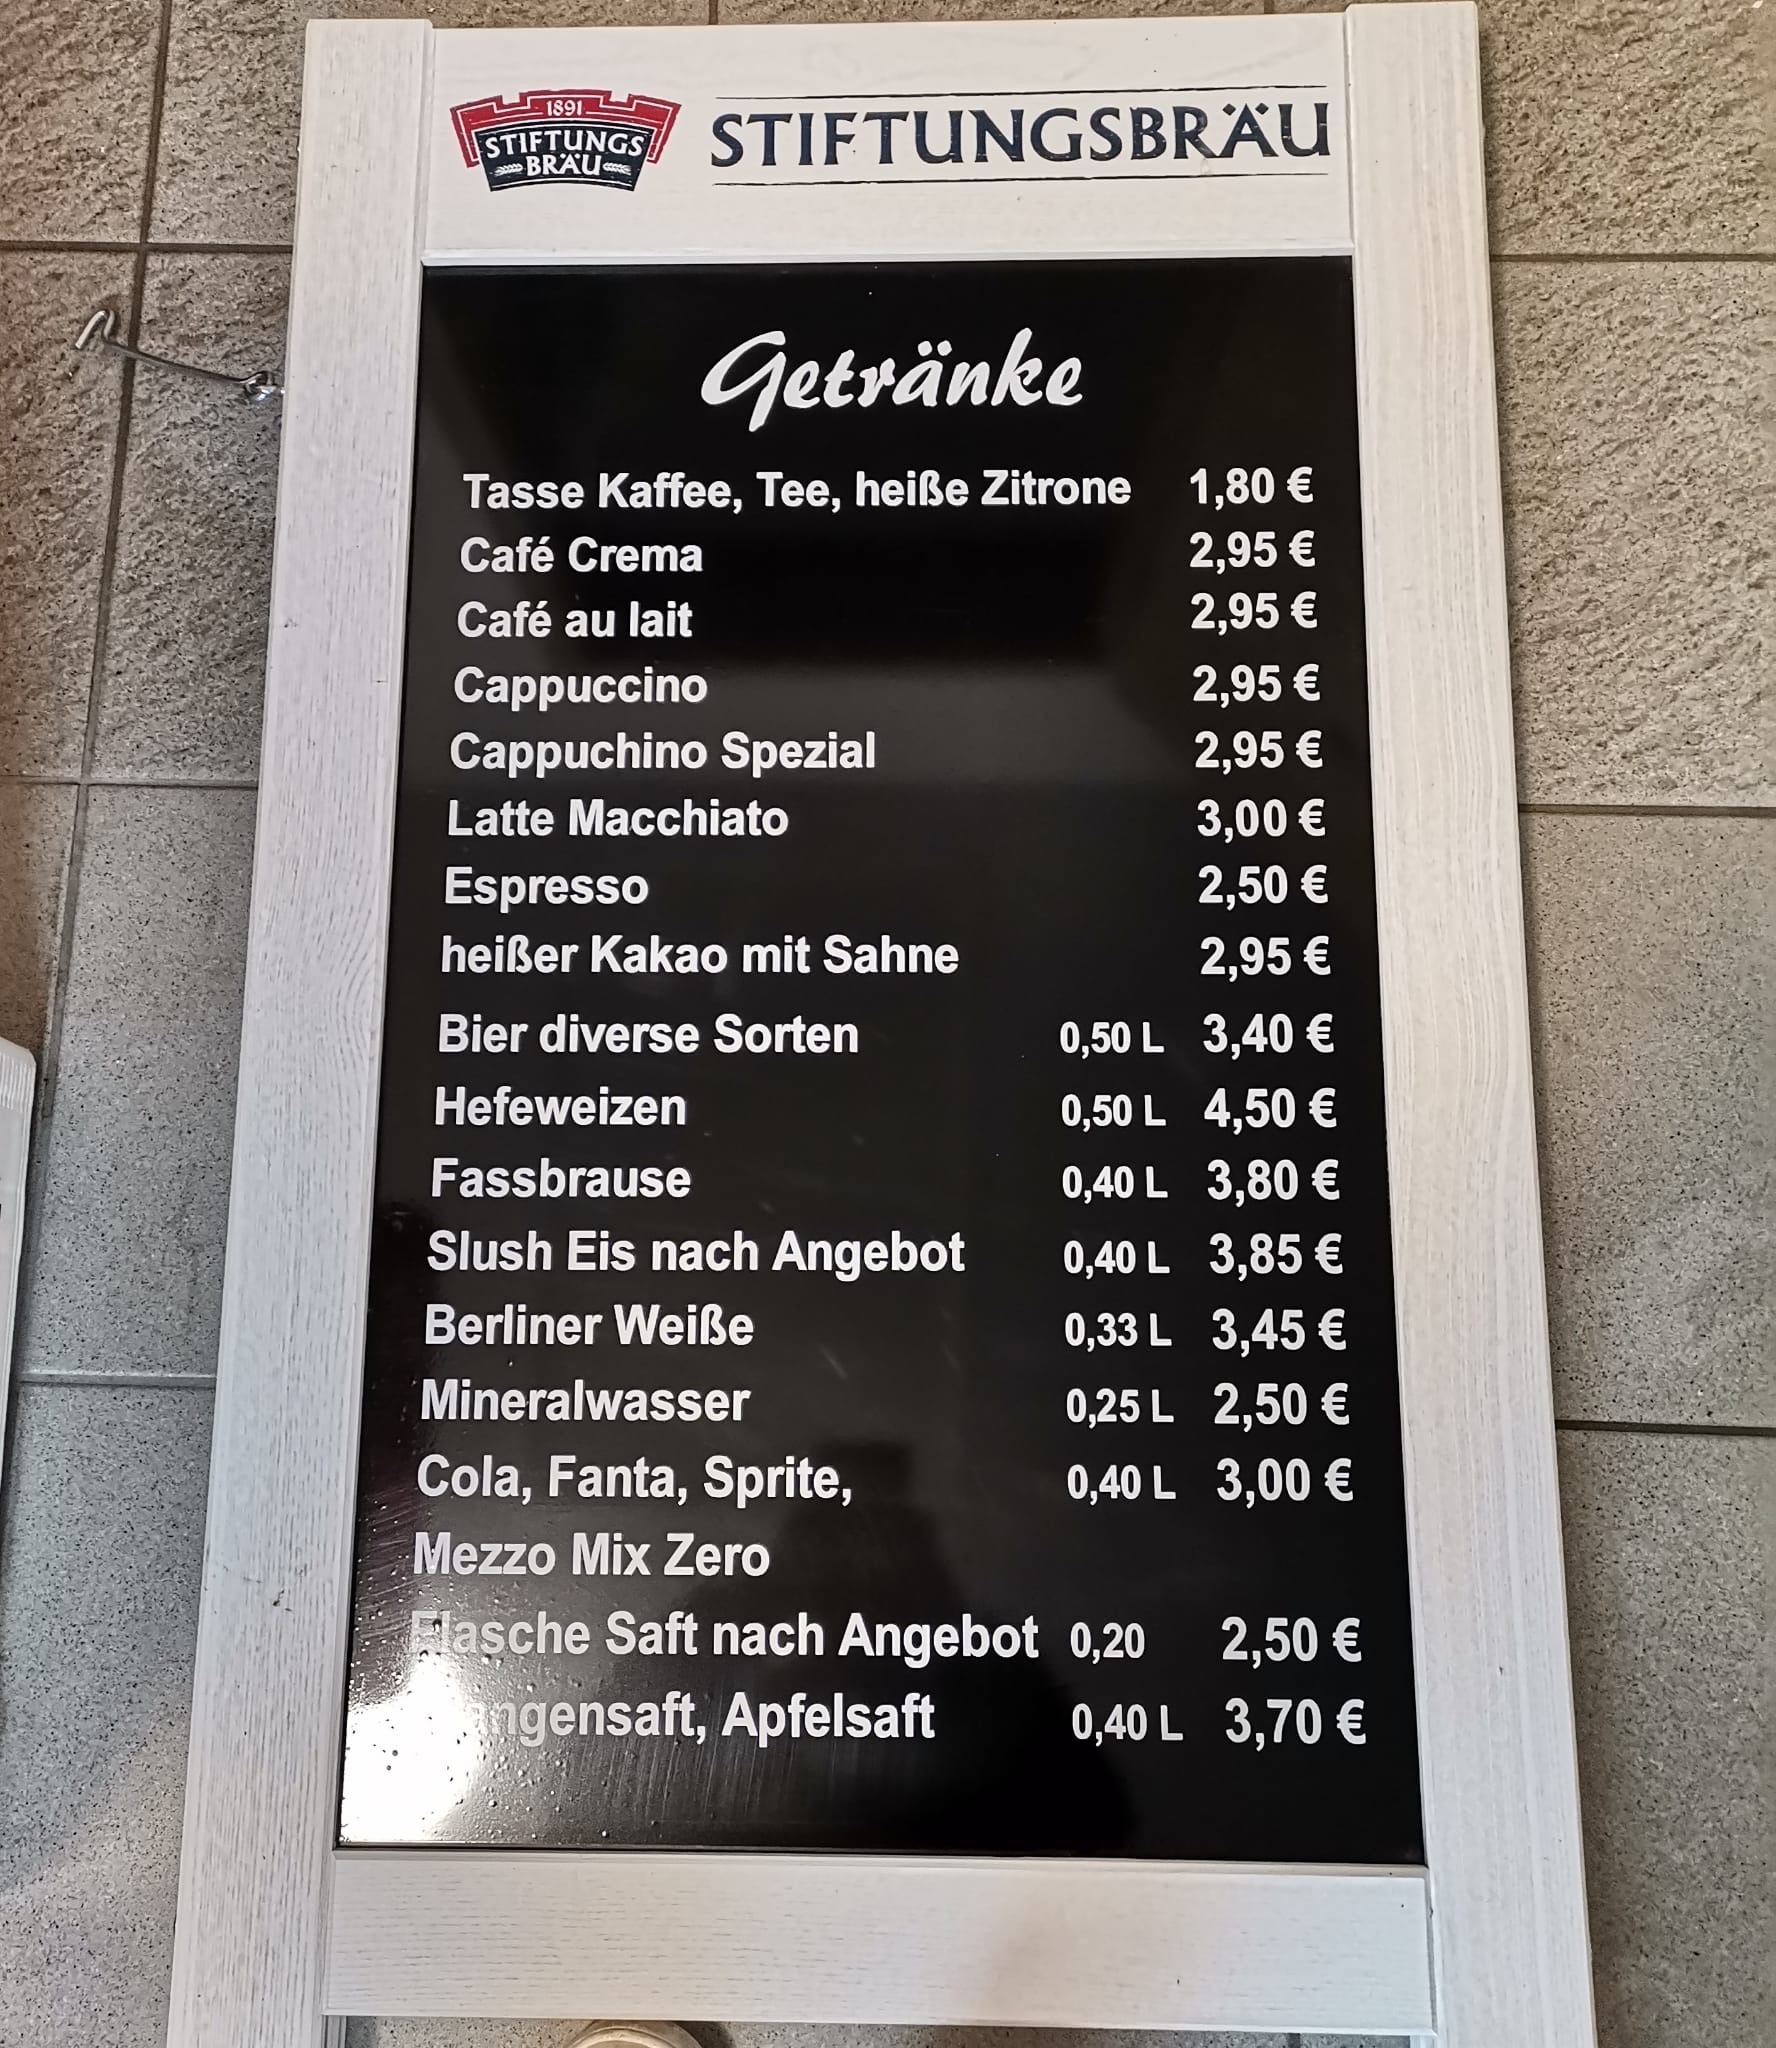 1891
STIFTUNGS
BRÄU
STIFTUNGSBRÄU
Getränke
Tasse Kaffee, Tee, heiße Zitrone 1,80 €
Café Crema 2,95 €
Café au lait 2,95 €
Cappuccino 2,95 €
Cappuchino Spezial 2,95 €
Latte Macchiato 3,00 €
Espresso 2,50 €
heißer Kakao mit Sahne 2,95 €
Bier diverse Sorten 0,50 L 3,40 €
Hefeweizen 0,50 L 4,50 €
Fassbrause 0,40 L 3,80 €
Slush Eis nach Angebot 0,40 L 3,85 €
Berliner Weiße 0,33 L 3,45 €
Mineralwasser 0,25 L 2,50 €
Cola, Fanta, Sprite, 0,40 L 3,00 €
Mezzo Mix Zero
Flasche Saft nach Angebot 0,20 2,50 €
Apfelsaft 0,40 L 3,70 €